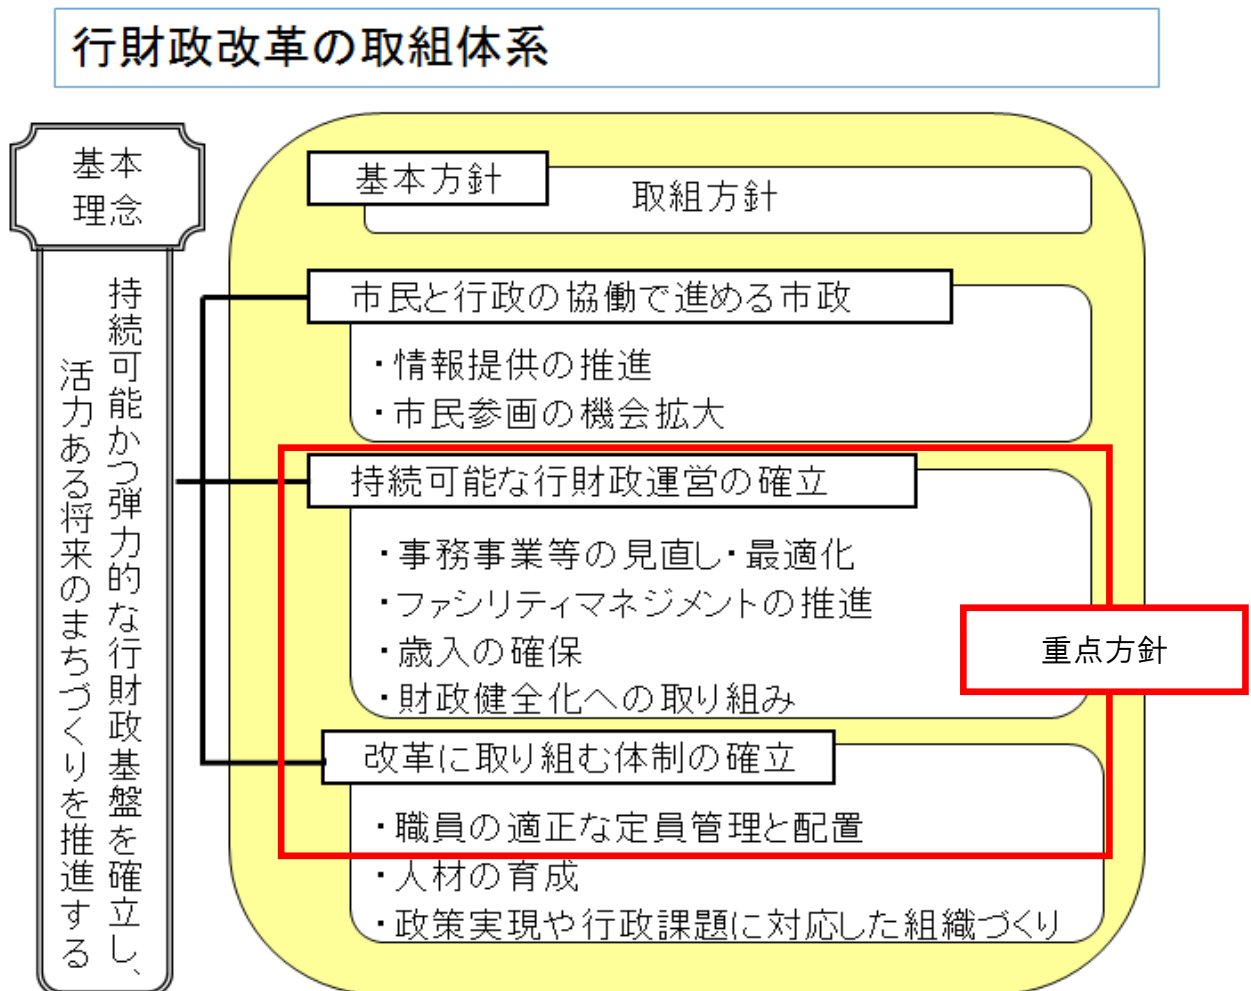 行財政改革の取組体系
基本
理念
持続可能かつ弾力的な行財政基盤を確立し、
活力ある将来のまちづくりを推進する
基本方針
取組方針
市民と行政の協働で進める市政
・情報提供の推進
・市民参画の機会拡大
持続可能な行財政運営の確立
・事務事業等の見直し・最適化
・ファシリティマネジメントの推進
・歳入の確保
・財政健全化への取り組み
重点方針
改革に取り組む体制の確立
・職員の適正な定員管理と配置
・人材の育成
・政策実現や行政課題に対応した組織づくり